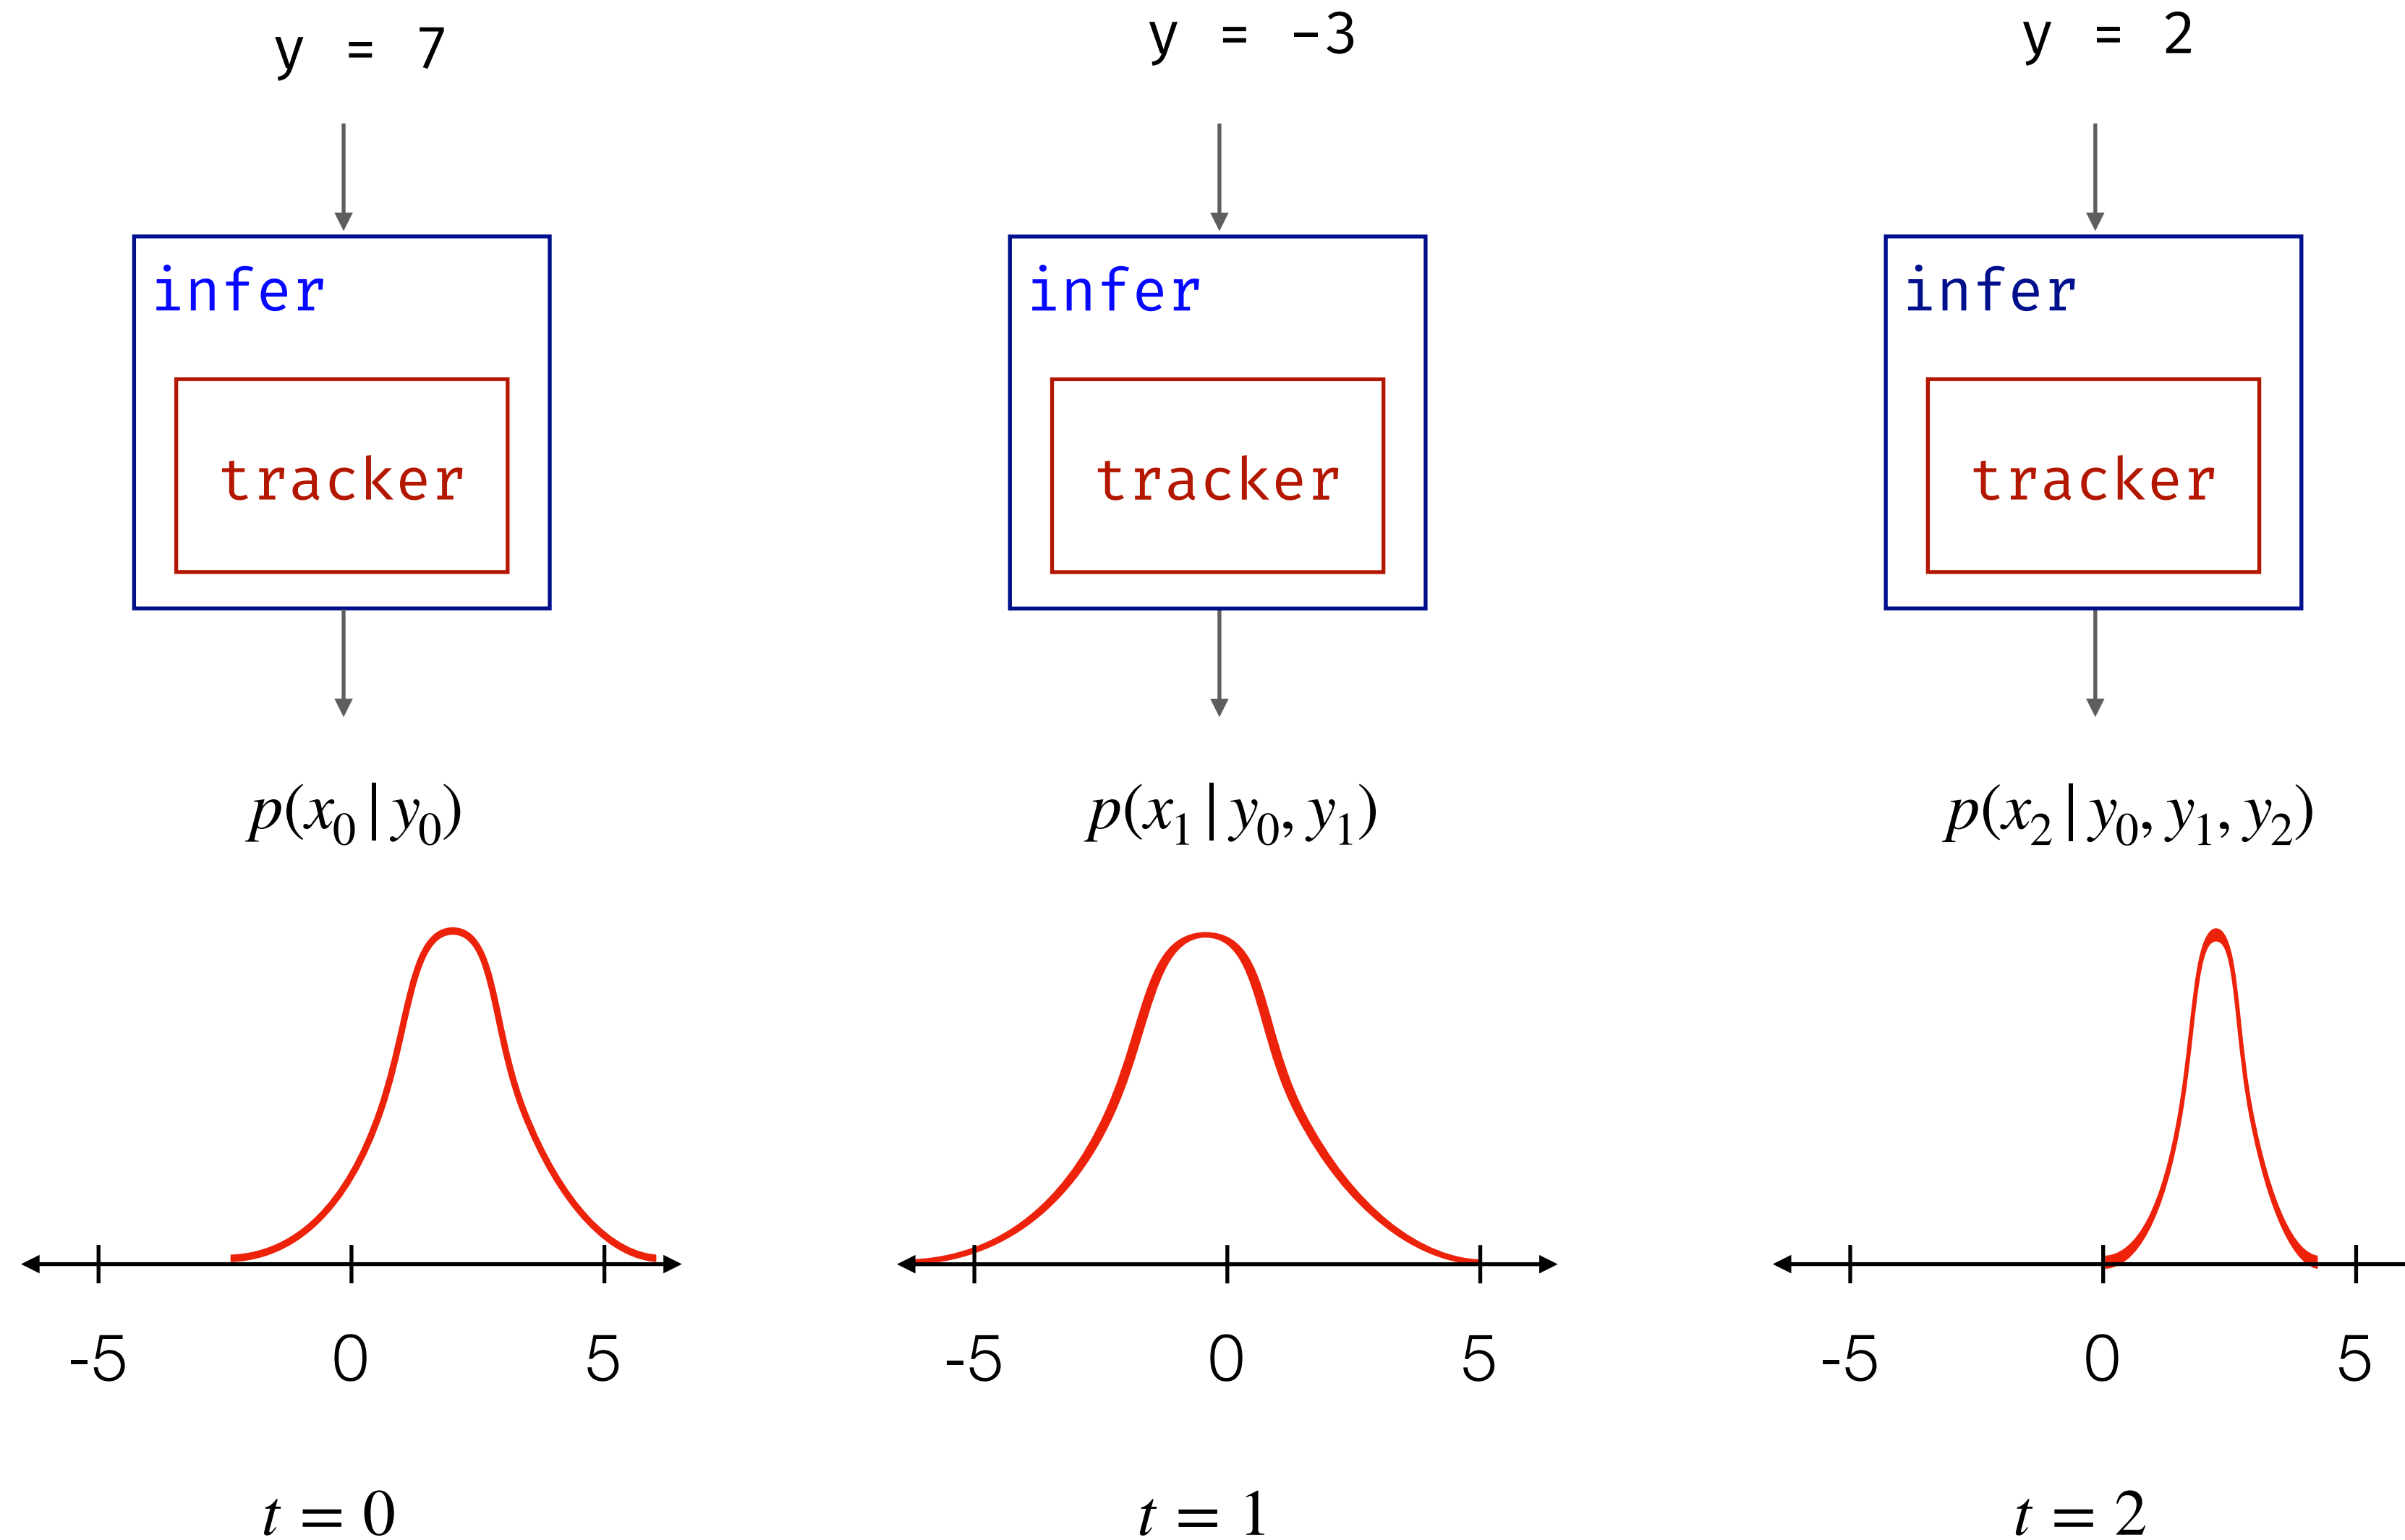 y = 7
infer
tracker
p(x₀ | y₀)
-5 0 5
t = 0
y = -3
infer
tracker
p(x₁ | y₀, y₁)
-5 0 5
t = 1
y = 2
infer
tracker
p(x₂ | y₀, y₁, y₂)
-5 0 5
t = 2